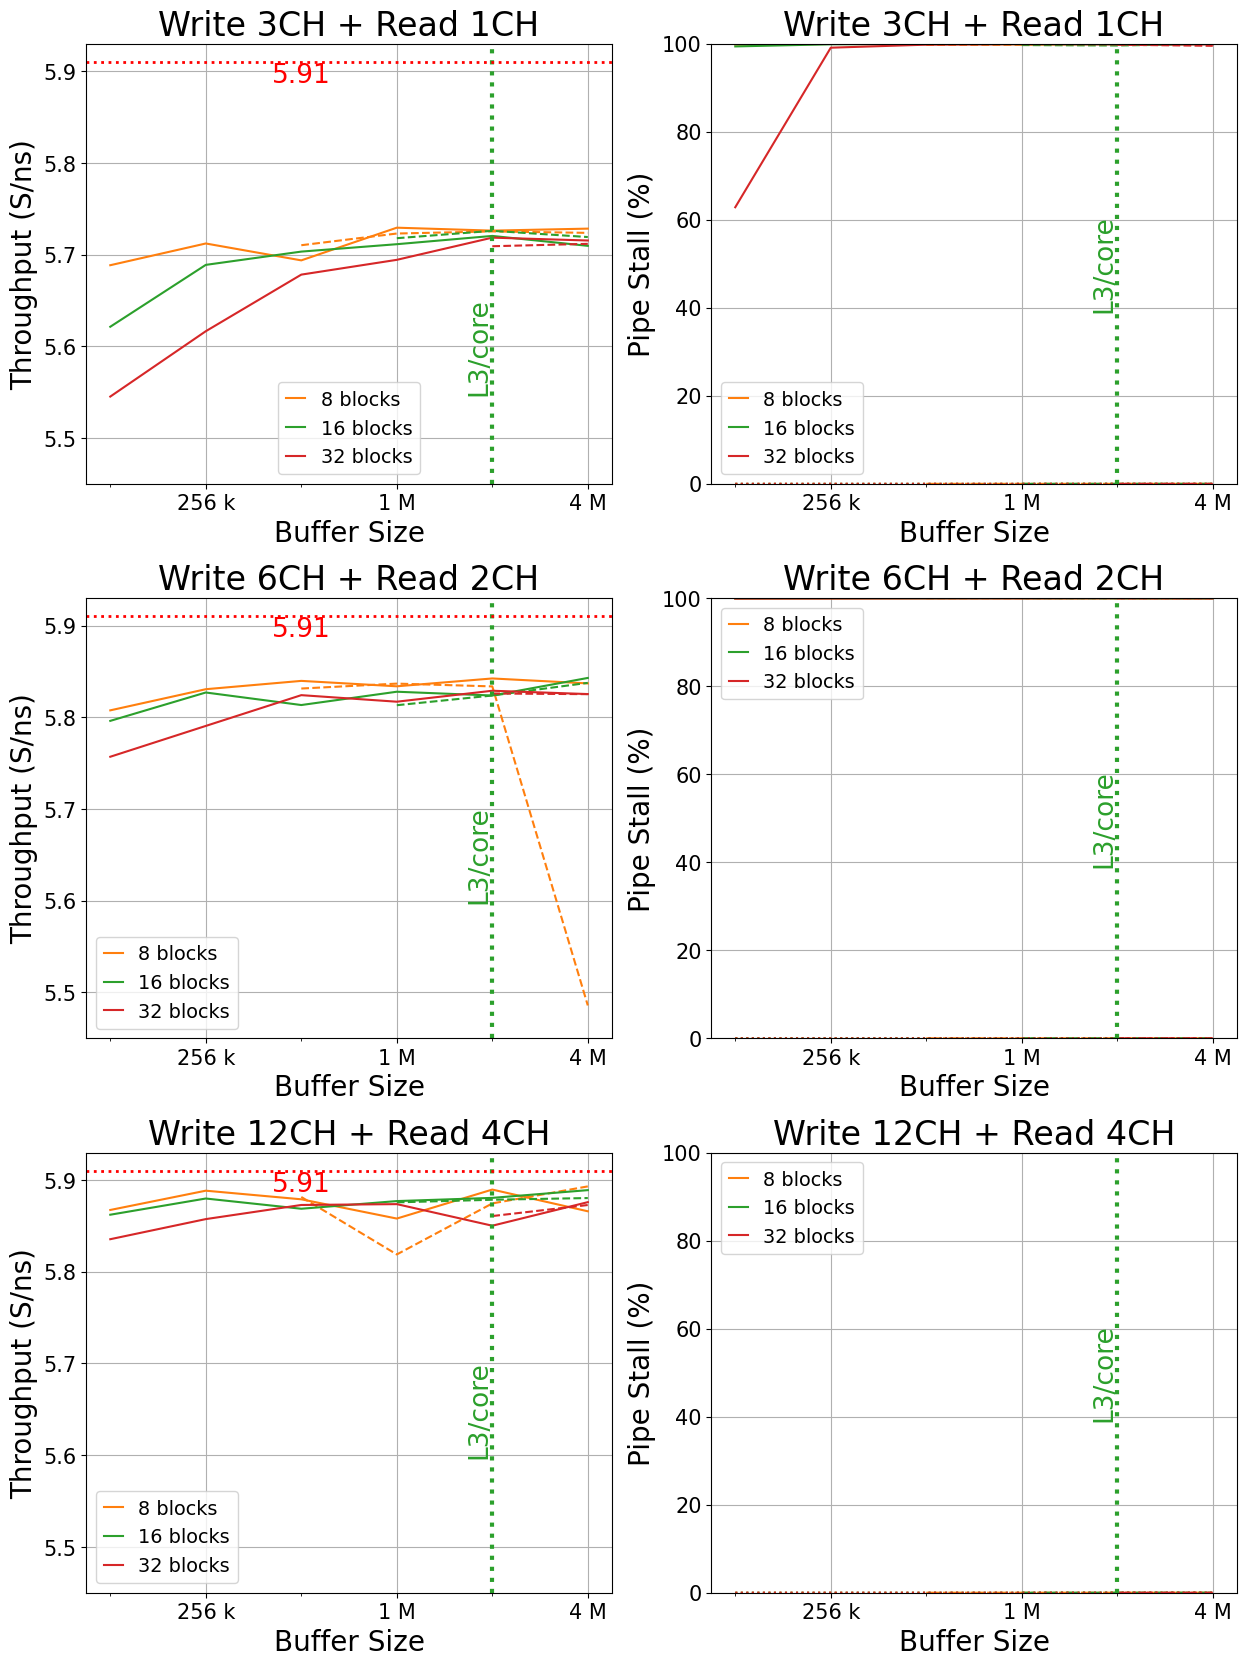 Write 3CH + Read 1CH
5.9
5.8
5.7
5.6
5.5
Throughput (S/ns)
5.91
L3/core
8 blocks
16 blocks
32 blocks
256 k
1 M
4 M
Buffer Size
Write 3CH + Read 1CH
100
80
60
40
20
0
Pipe Stall (%)
L3/core
8 blocks
16 blocks
32 blocks
256 k
1 M
4 M
Buffer Size
Write 6CH + Read 2CH
5.9
5.8
5.7
5.6
5.5
Throughput (S/ns)
5.91
L3/core
8 blocks
16 blocks
32 blocks
256 k
1 M
4 M
Buffer Size
Write 6CH + Read 2CH
100
80
60
40
20
0
Pipe Stall (%)
8 blocks
16 blocks
32 blocks
L3/core
256 k
1 M
4 M
Buffer Size
Write 12CH + Read 4CH
5.9
5.8
5.7
5.6
5.5
Throughput (S/ns)
5.91
L3/core
8 blocks
16 blocks
32 blocks
256 k
1 M
4 M
Buffer Size
Write 12CH + Read 4CH
100
80
60
40
20
0
Pipe Stall (%)
8 blocks
16 blocks
32 blocks
L3/core
256 k
1 M
4 M
Buffer Size